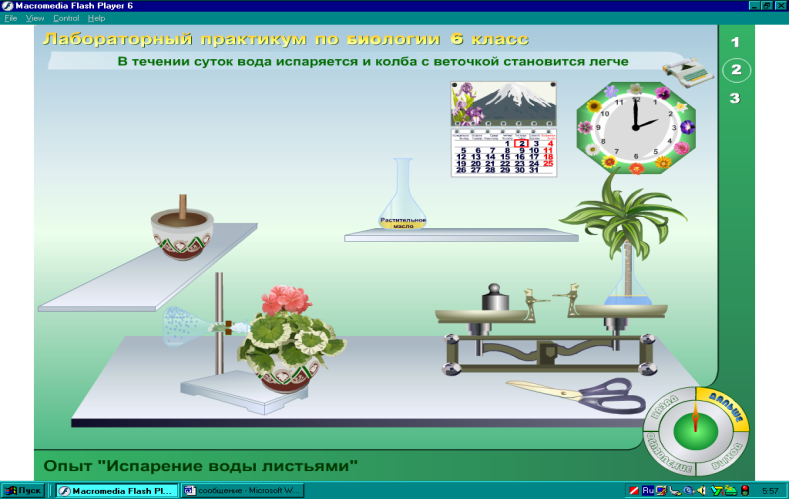 Macromedia Flash Player 6
File View Control Help
Лабораторный практикум по биологии 6 класс
В течении суток вода испаряется и колба с веточкой становится легче
1
2
3
1 2 3 4
5 6 7 8 9 10 11
12 13 14 15 16 17 18
19 20 21 22 23 24 25
26 27 28 29 30 31
12 1 2 3 4 5 6 7 8 9 10 11
Растительное
масло
НАЗАД
ДАЛЬШЕ
ОГЛАВЛЕНИЕ
ВЫХОД
Опыт "Испарение воды листьями"
Пуск
Macromedia Flash Pl...
сообщение - Microsoft W...
Ru
5:57